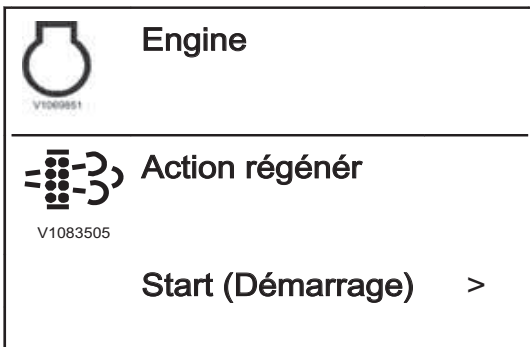 Engine
V1069851
Action régénér
V1083505
Start (Démarrage) >